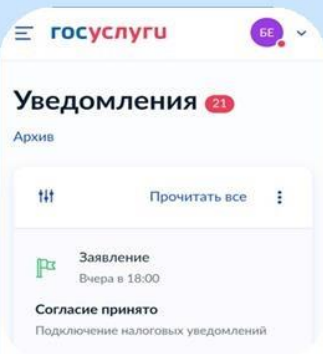 госуслуги
БЕ
Уведомления 21
Архив
Прочитать все
Заявление
Вчера в 18:00
Согласие принято
Подключение налоговых уведомлений